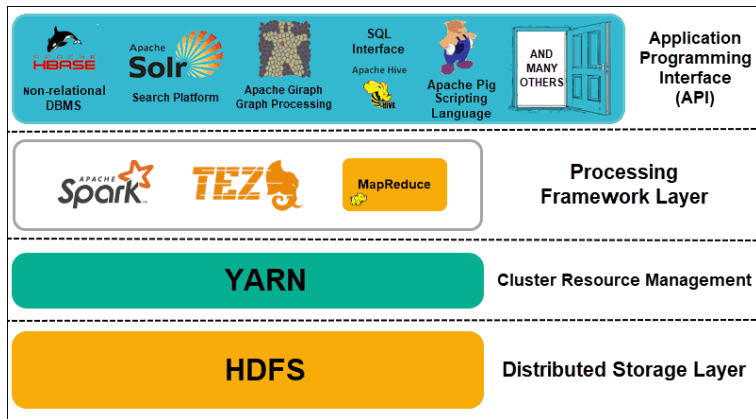 APACHE
HBASE
Non-relational
DBMS
Apache
Solr
Search Platform
Apache Giraph
Graph Processing
SQL
Interface
Apache Hive
HIVE
Apache Pig
Scripting
Language
AND
MANY
OTHERS
Application
Programming
Interface
(API)
APACHE
Spark™
TEZ
MapReduce
Processing
Framework Layer
YARN
Cluster Resource Management
HDFS
Distributed Storage Layer